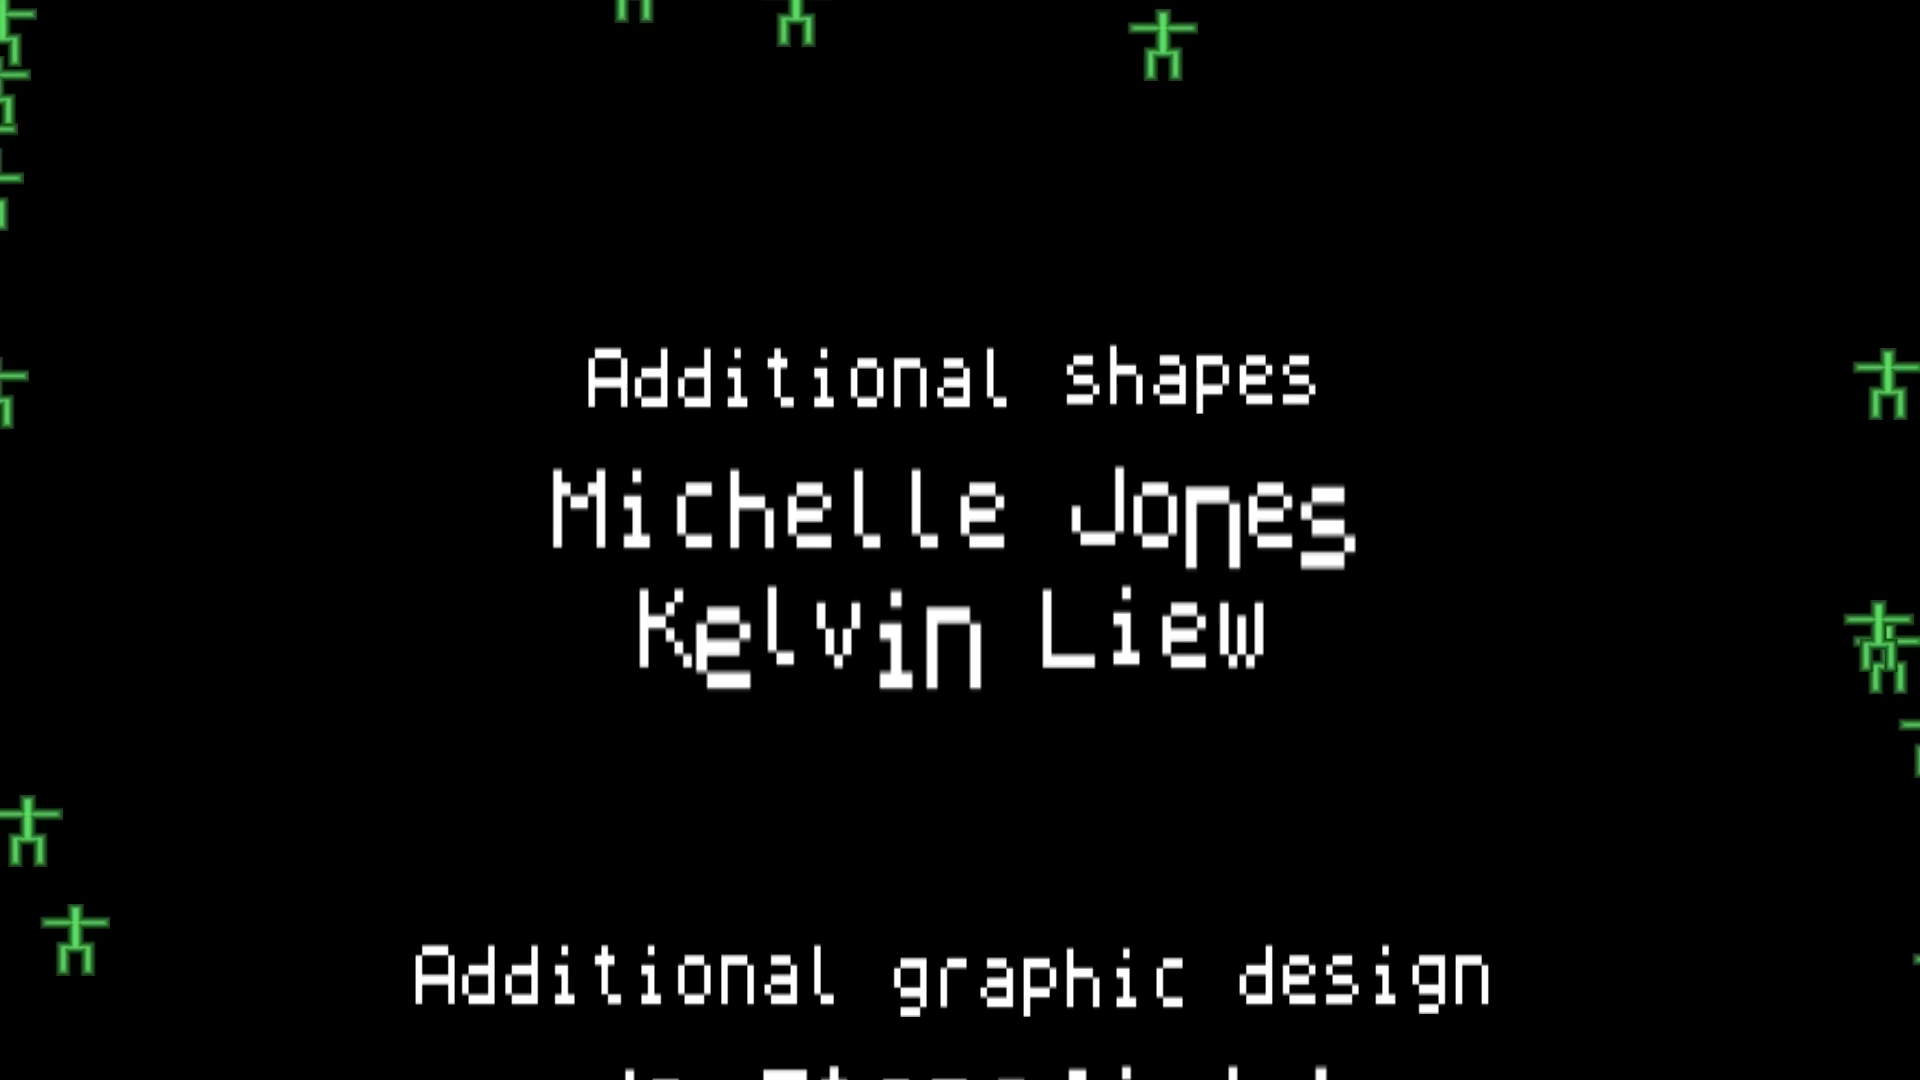 Additional shapes
Michelle Jones
Kelvin Liew
Additional graphic design